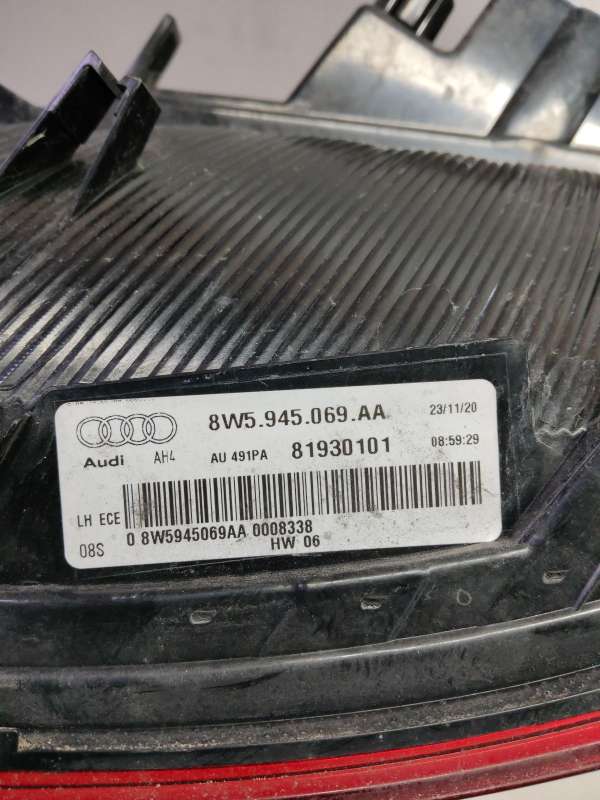 8W5.945.069.AA 23/11/20
Audi AH4 AU 491PA 81930101 08:59:29
LH ECE
08S 0 8W5945069AA 0008338
HW 06